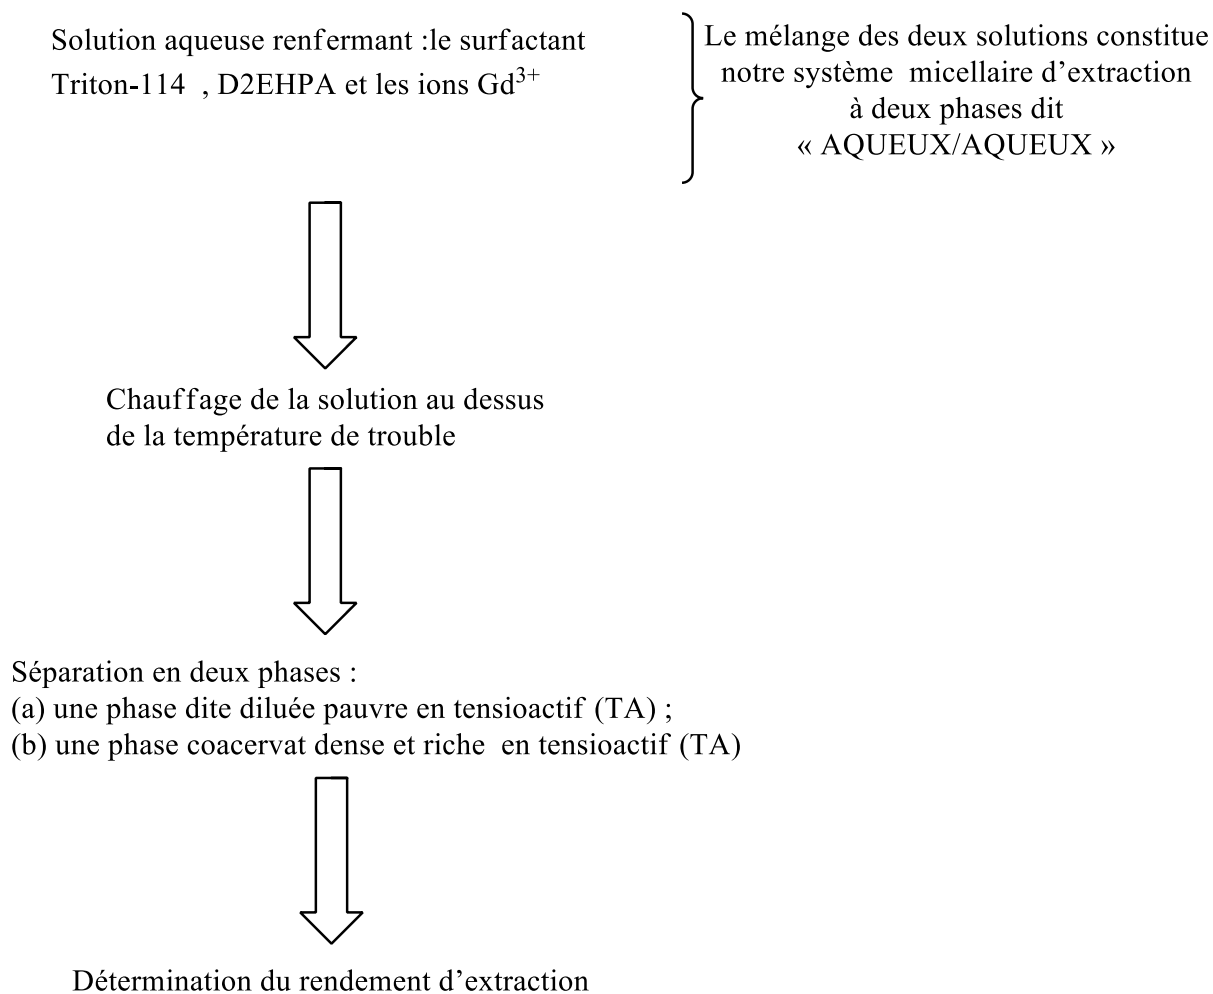 Solution aqueuse renfermant :le surfactant
Triton-114 , D2EHPA et les ions Gd³⁺
Le mélange des deux solutions constitue
notre système micellaire d’extraction
à deux phases dit
« AQUEUX/AQUEUX »
Chauffage de la solution au dessus
de la température de trouble
Séparation en deux phases :
(a) une phase dite diluée pauvre en tensioactif (TA) ;
(b) une phase coacervat dense et riche en tensioactif (TA)
Détermination du rendement d’extraction